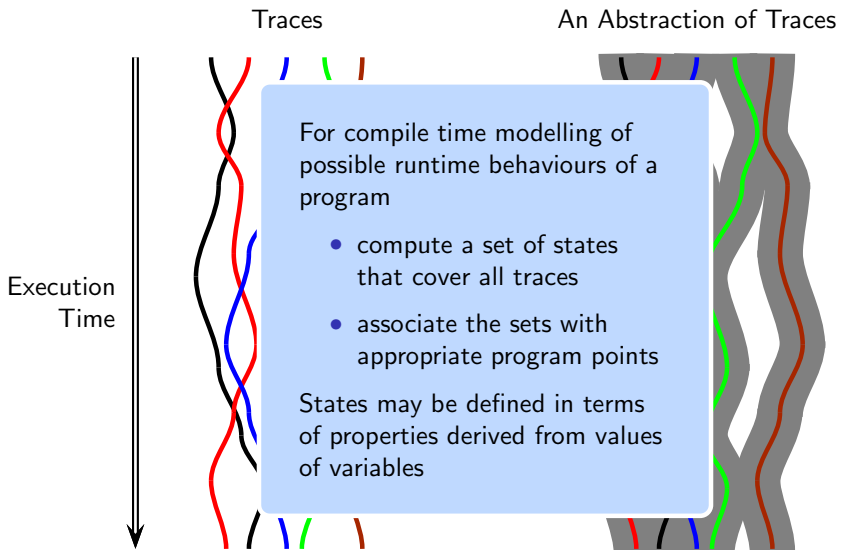 Traces
An Abstraction of Traces
Execution
Time
For compile time modelling of
possible runtime behaviours of a
program
• compute a set of states
that cover all traces
• associate the sets with
appropriate program points
States may be defined in terms
of properties derived from values
of variables